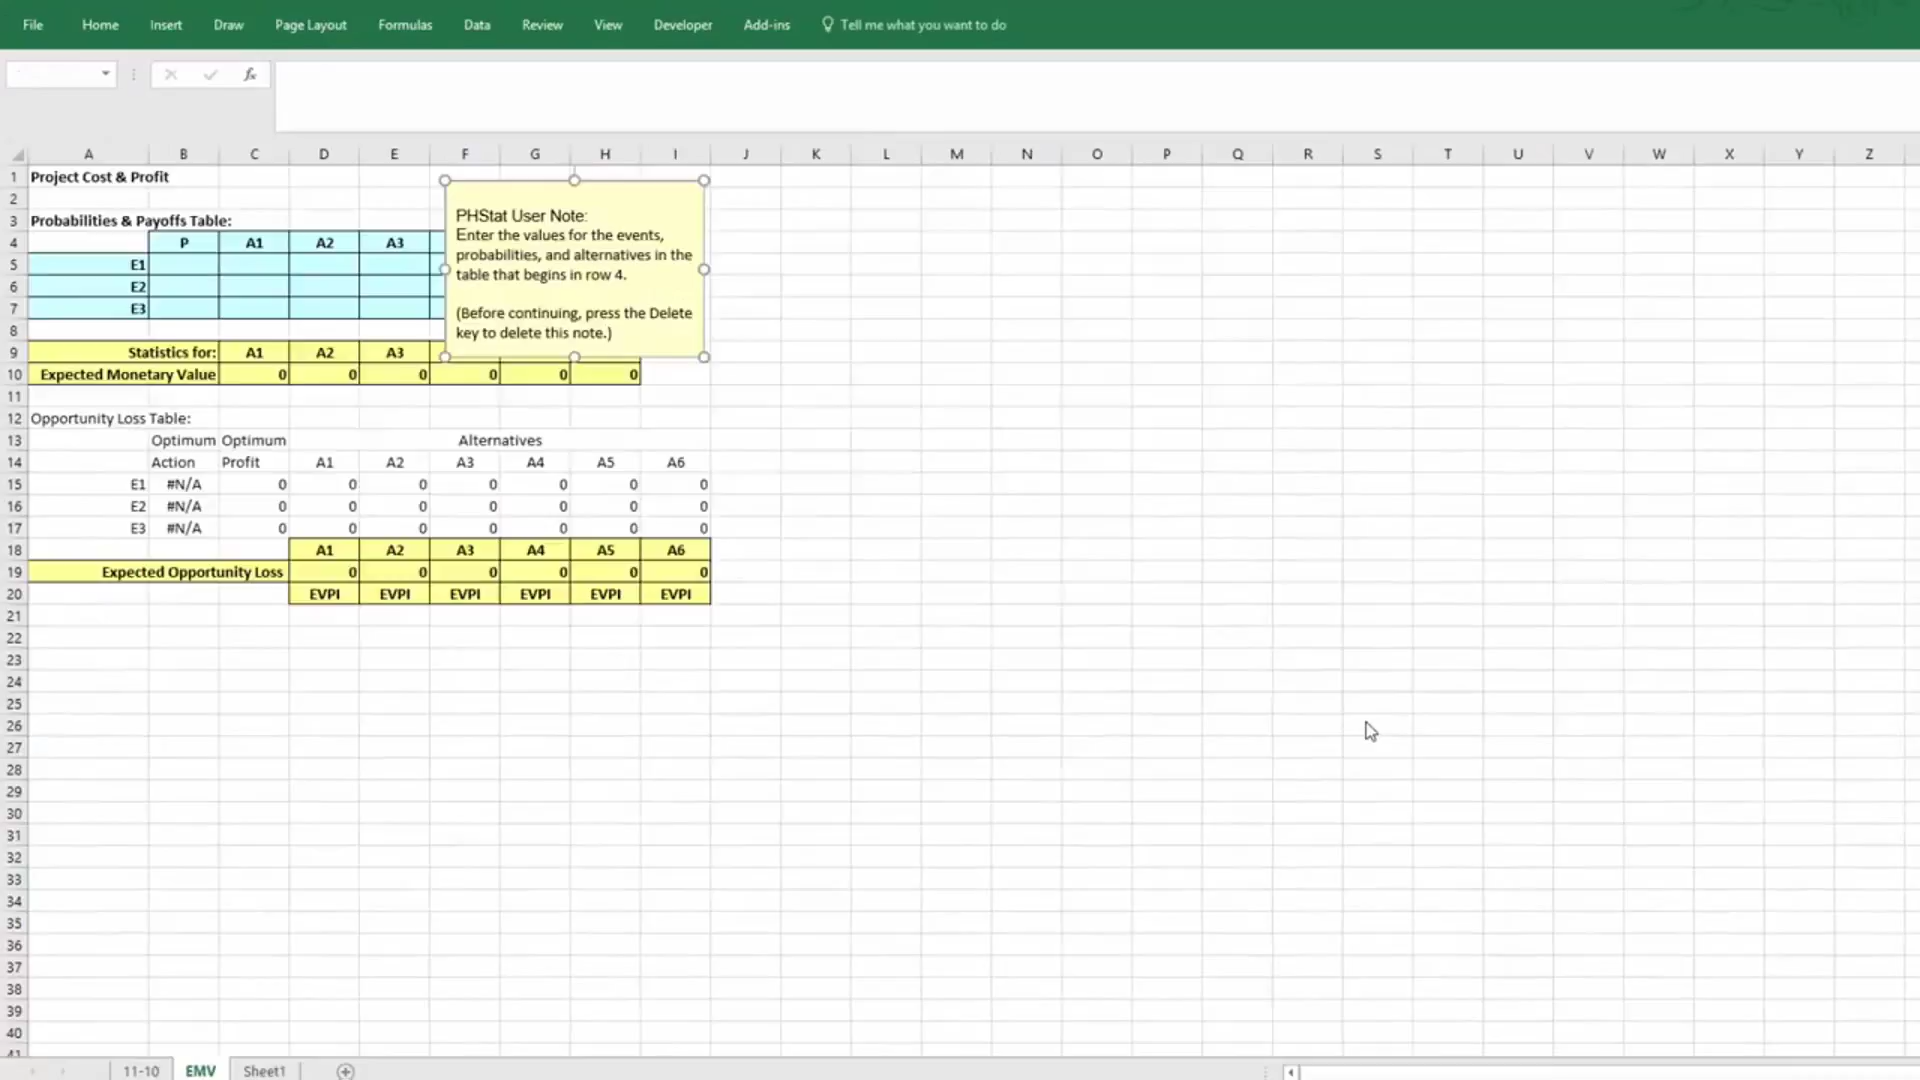 File Home Insert Draw Page Layout Formulas Data Review View Developer Add-ins Tell me what you want to do
fx
A B C D E F G H I J K L M N O P Q R S T U V W X Y Z
1 Project Cost & Profit
2
3 Probabilities & Payoffs Table:
4 P A1 A2 A3
5 E1
6 E2
7 E3
8
PHStat User Note:
Enter the values for the events,
probabilities, and alternatives in the
table that begins in row 4.
(Before continuing, press the Delete
key to delete this note.)
9 Statistics for: A1 A2 A3
10 Expected Monetary Value 0 0 0 0 0 0
11
12 Opportunity Loss Table:
13 Optimum Optimum Alternatives
14 Action Profit A1 A2 A3 A4 A5 A6
15 E1 #N/A 0 0 0 0 0 0 0
16 E2 #N/A 0 0 0 0 0 0 0
17 E3 #N/A 0 0 0 0 0 0 0
18 A1 A2 A3 A4 A5 A6
19 Expected Opportunity Loss 0 0 0 0 0 0
20 EVPI EVPI EVPI EVPI EVPI EVPI
21
22
23
24
25
26
27
28
29
30
31
32
33
34
35
36
37
38
39
40
41
11-10 EMV Sheet1